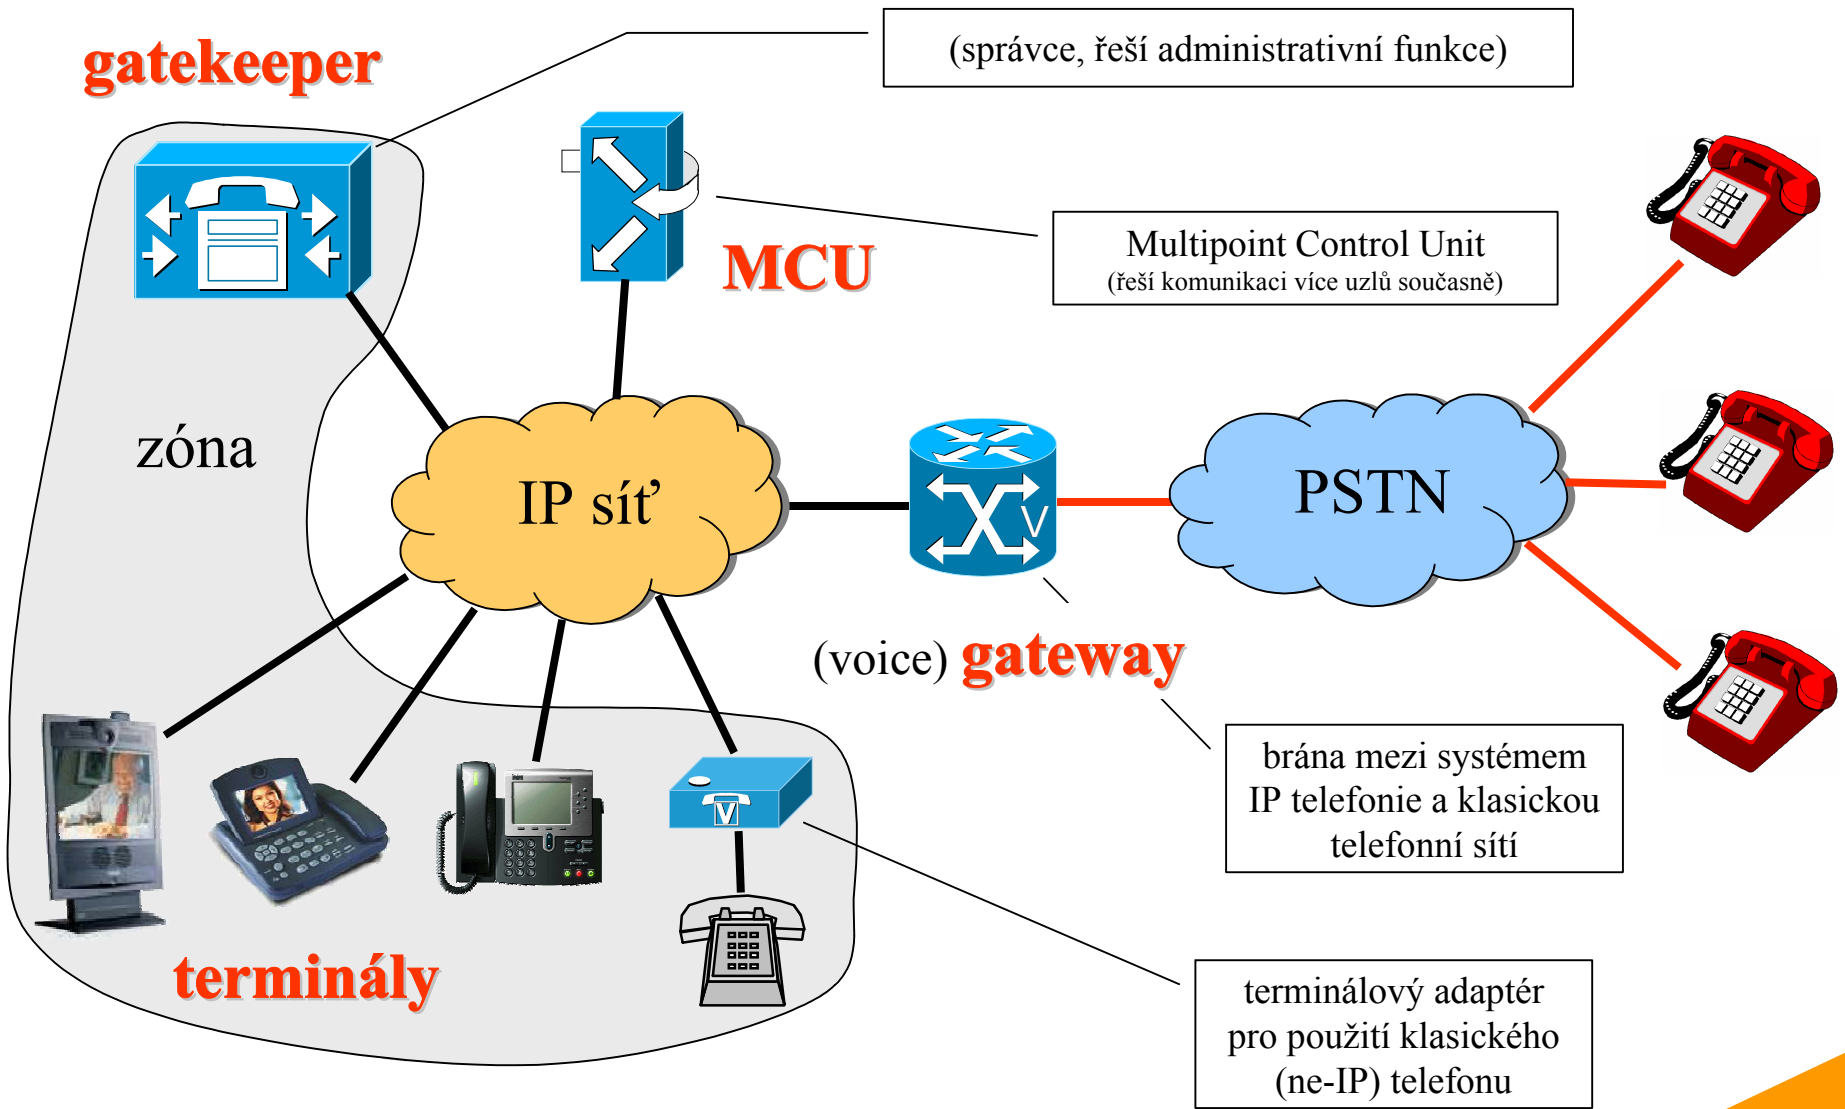 gatekeeper
(správce, řeší administrativní funkce)
MCU
Multipoint Control Unit
(řeší komunikaci více uzlů současně)
zóna
IP síť
V
PSTN
(voice) gateway
brána mezi systémem
IP telefonie a klasickou
telefonní sítí
V
terminály
terminálový adaptér
pro použití klasického
(ne-IP) telefonu